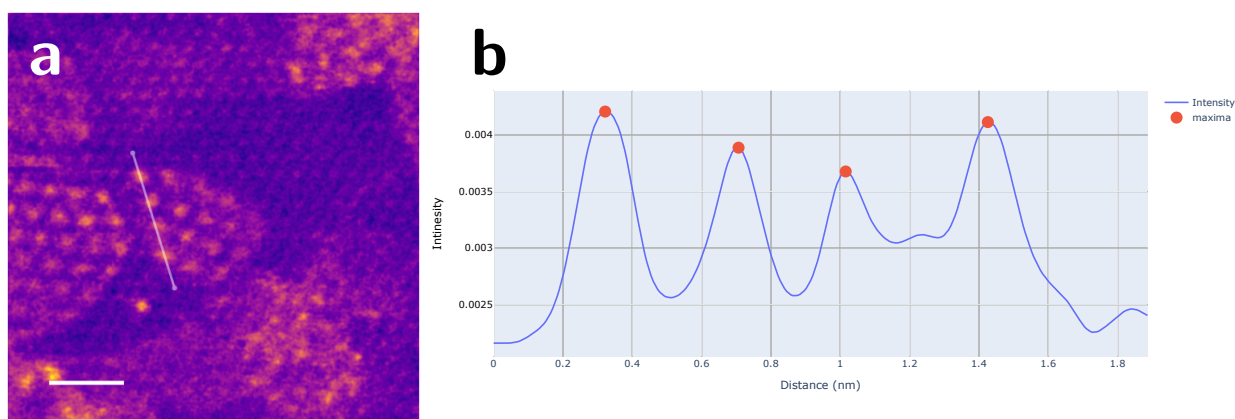 a
b
Intensity
maxima
0.004
0.0035
0.003
0.0025
Intinesity
0 0.2 0.4 0.6 0.8 1 1.2 1.4 1.6 1.8
Distance (nm)